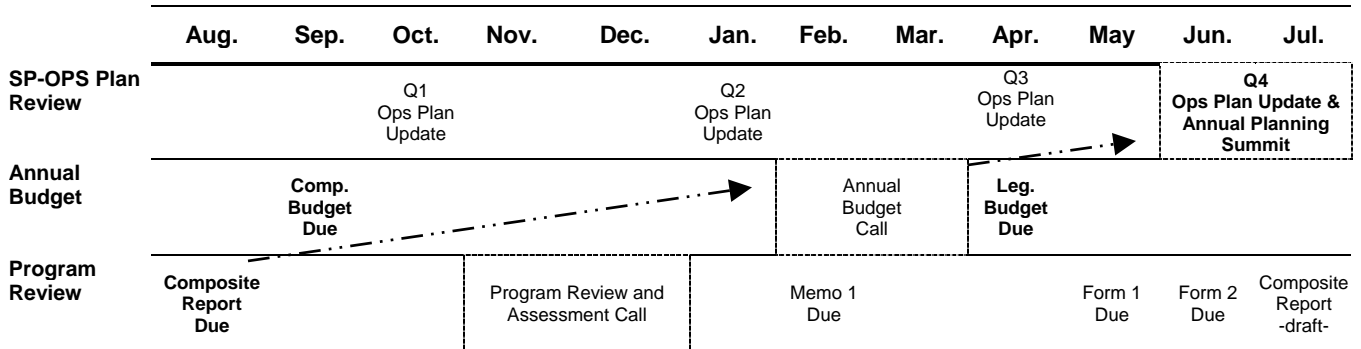 Aug. Sep. Oct. Nov. Dec. Jan. Feb. Mar. Apr. May Jun. Jul.
SP-OPS Plan
Review
Q1
Ops Plan
Update
Q2
Ops Plan
Update
Q3
Ops Plan
Update
Q4
Ops Plan Update &
Annual Planning
Summit
Annual
Budget
Comp.
Budget
Due
Annual
Budget
Call
Leg.
Budget
Due
Program
Review
Composite
Report
Due
Program Review and
Assessment Call
Memo 1
Due
Form 1
Due
Form 2
Due
Composite
Report
-draft-